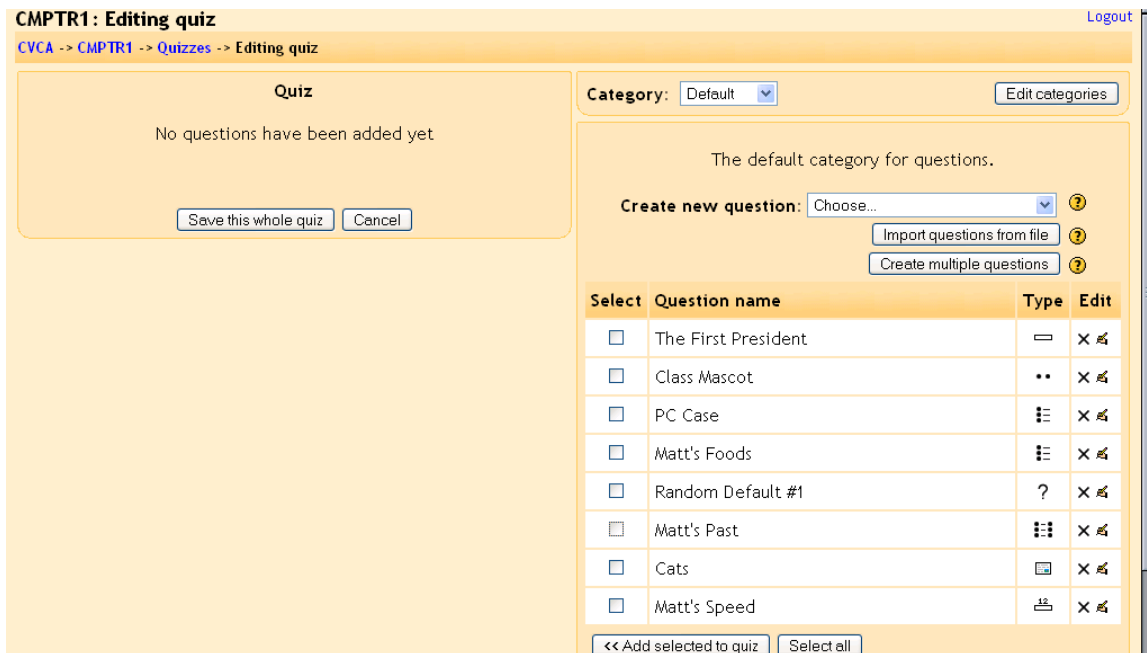 CMPTR1: Editing quiz
Logout
CVCA -> CMPTR1 -> Quizzes -> Editing quiz
Quiz
No questions have been added yet
Save this whole quiz
Cancel
Category: Default
Edit categories
The default category for questions.
Create new question: Choose... ?
Import questions from file ?
Create multiple questions ?
Select Question name Type Edit
The First President
Class Mascot
PC Case
Matt's Foods
Random Default #1 ?
Matt's Past
Cats
Matt's Speed 12
<< Add selected to quiz Select all